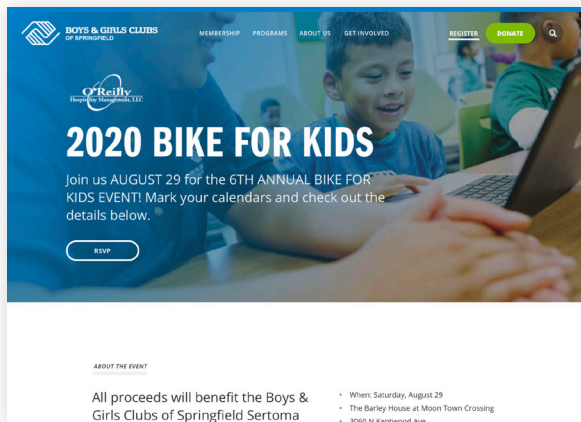 BOYS & GIRLS CLUBS
OF SPRINGFIELD
MEMBERSHIP PROGRAMS ABOUT US GET INVOLVED
REGISTER DONATE
O'Reilly
Hospitality Management, LLC
2020 BIKE FOR KIDS
Join us AUGUST 29 for the 6TH ANNUAL BIKE FOR
KIDS EVENT! Mark your calendars and check out the
details below.
RSVP
ABOUT THE EVENT
All proceeds will benefit the Boys &
Girls Clubs of Springfield Sertoma
• When: Saturday, August 29
• The Barley House at Moon Town Crossing
• 3060 N Kentwood Ave